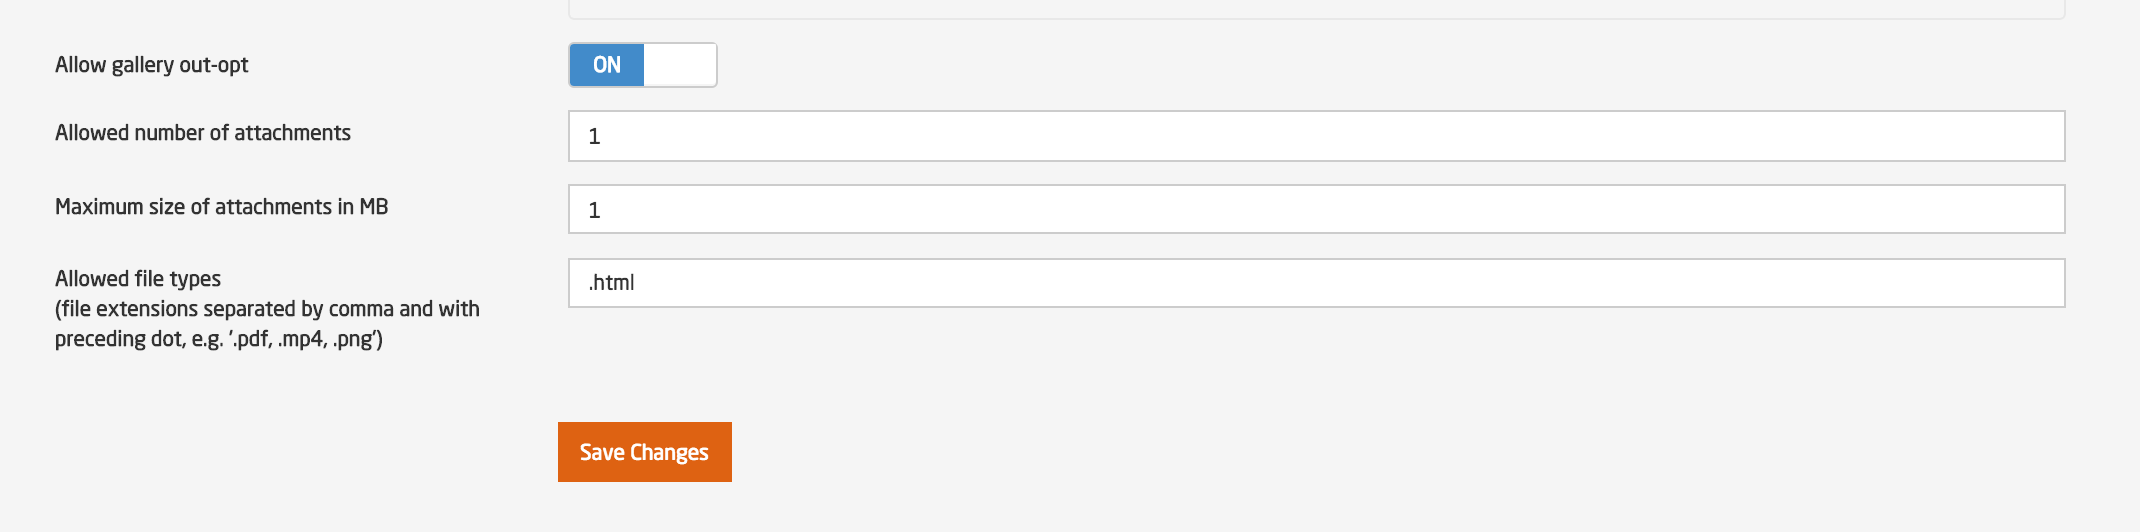 Allow gallery out-opt
ON
Allowed number of attachments
1
Maximum size of attachments in MB
1
Allowed file types
(file extensions separated by comma and with
preceding dot, e.g. '.pdf, .mp4, .png')
.html
Save Changes